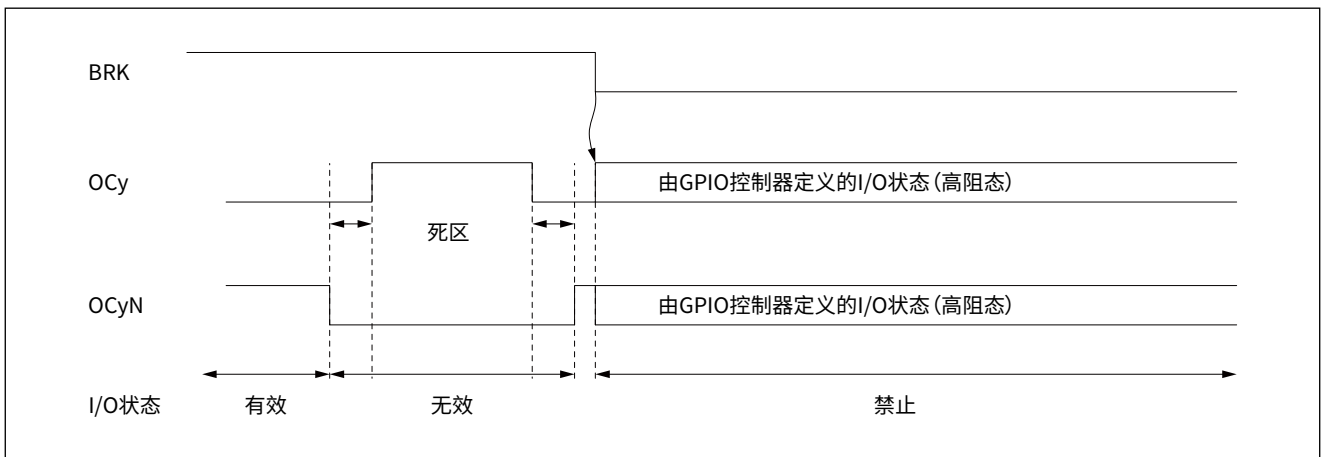 BRK
OCy
由GPIO控制器定义的I/O状态（高阻态）
死区
OCyN
由GPIO控制器定义的I/O状态（高阻态）
I/O状态 有效 无效 禁止